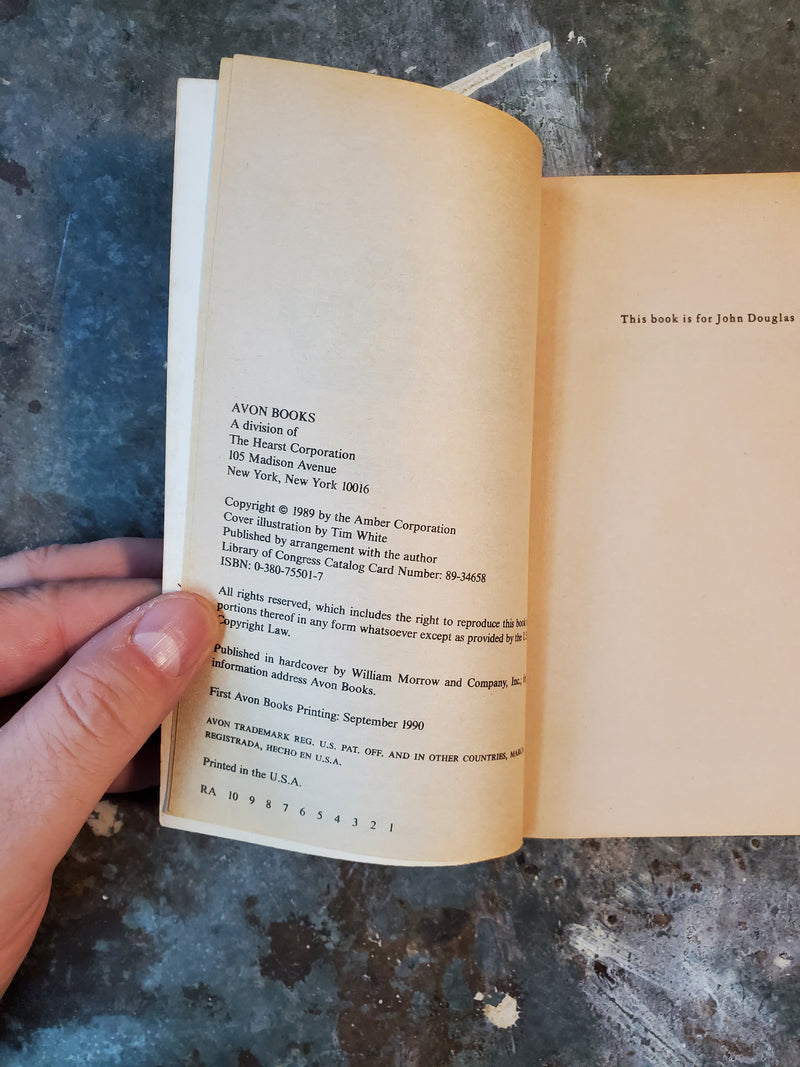 AVON BOOKS
A division of
The Hearst Corporation
105 Madison Avenue
New York, New York 10016
Copyright © 1989 by the Amber Corporation
Cover illustration by Tim White
Published by arrangement with the author
Library of Congress Catalog Card Number: 89-34658
ISBN: 0-380-75501-7
All rights reserved, which includes the right to reproduce this book
portions thereof in any form whatsoever except as provided by the
Copyright Law.
Published in hardcover by William Morrow and Company, Inc.;
information address Avon Books.
First Avon Books Printing: September 1990
AVON TRADEMARK REG. U.S. PAT. OFF. AND IN OTHER COUNTRIES,
REGISTRADA, HECHO EN U.S.A.
Printed in the U.S.A.
RA 10 9 8 7 6 5 4 3 2 1
This book is for John Douglas